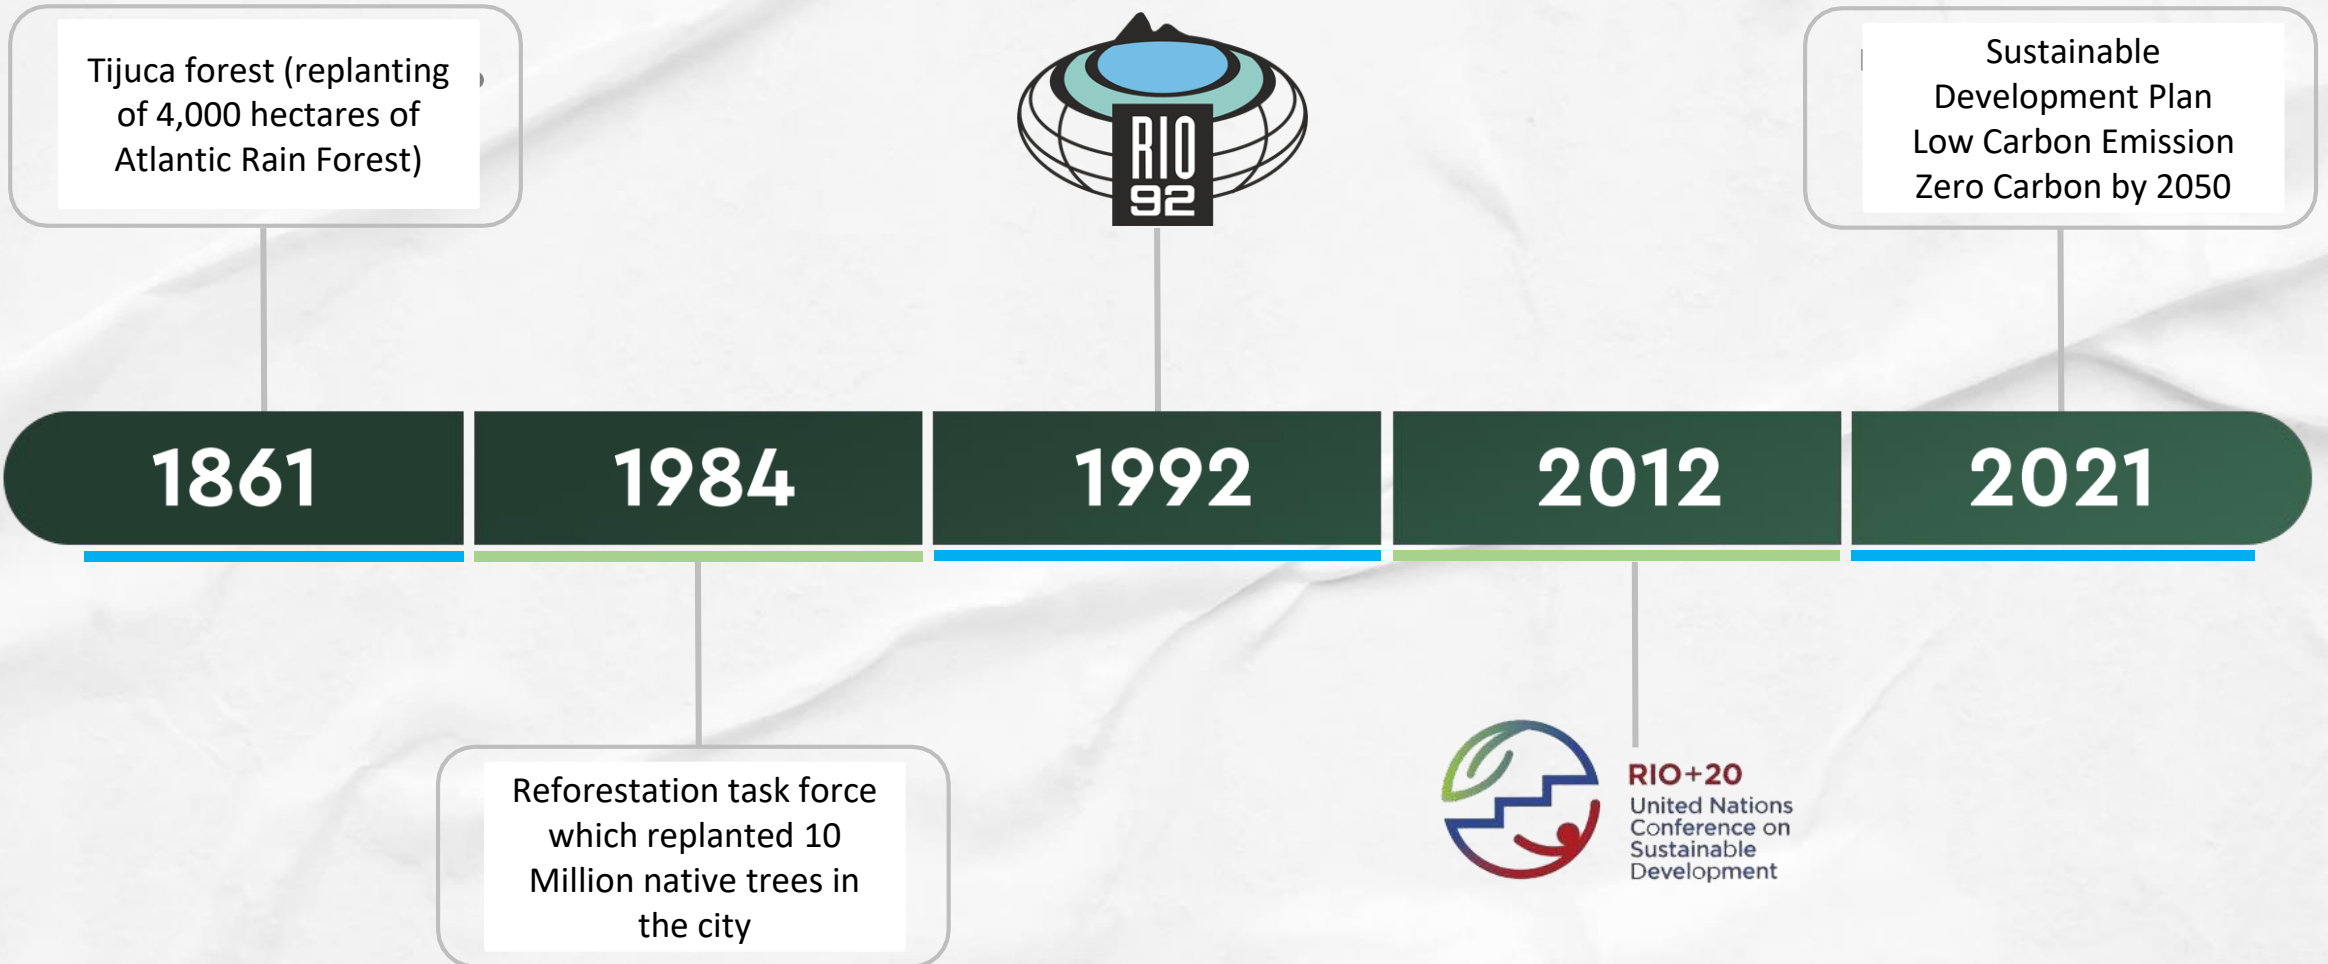 Tijuca forest (replanting
of 4,000 hectares of
Atlantic Rain Forest)
RIO
92
Sustainable
Development Plan
Low Carbon Emission
Zero Carbon by 2050
1861
1984
1992
2012
2021
Reforestation task force
which replanted 10
Million native trees in
the city
RIO+20
United Nations
Conference on
Sustainable
Development